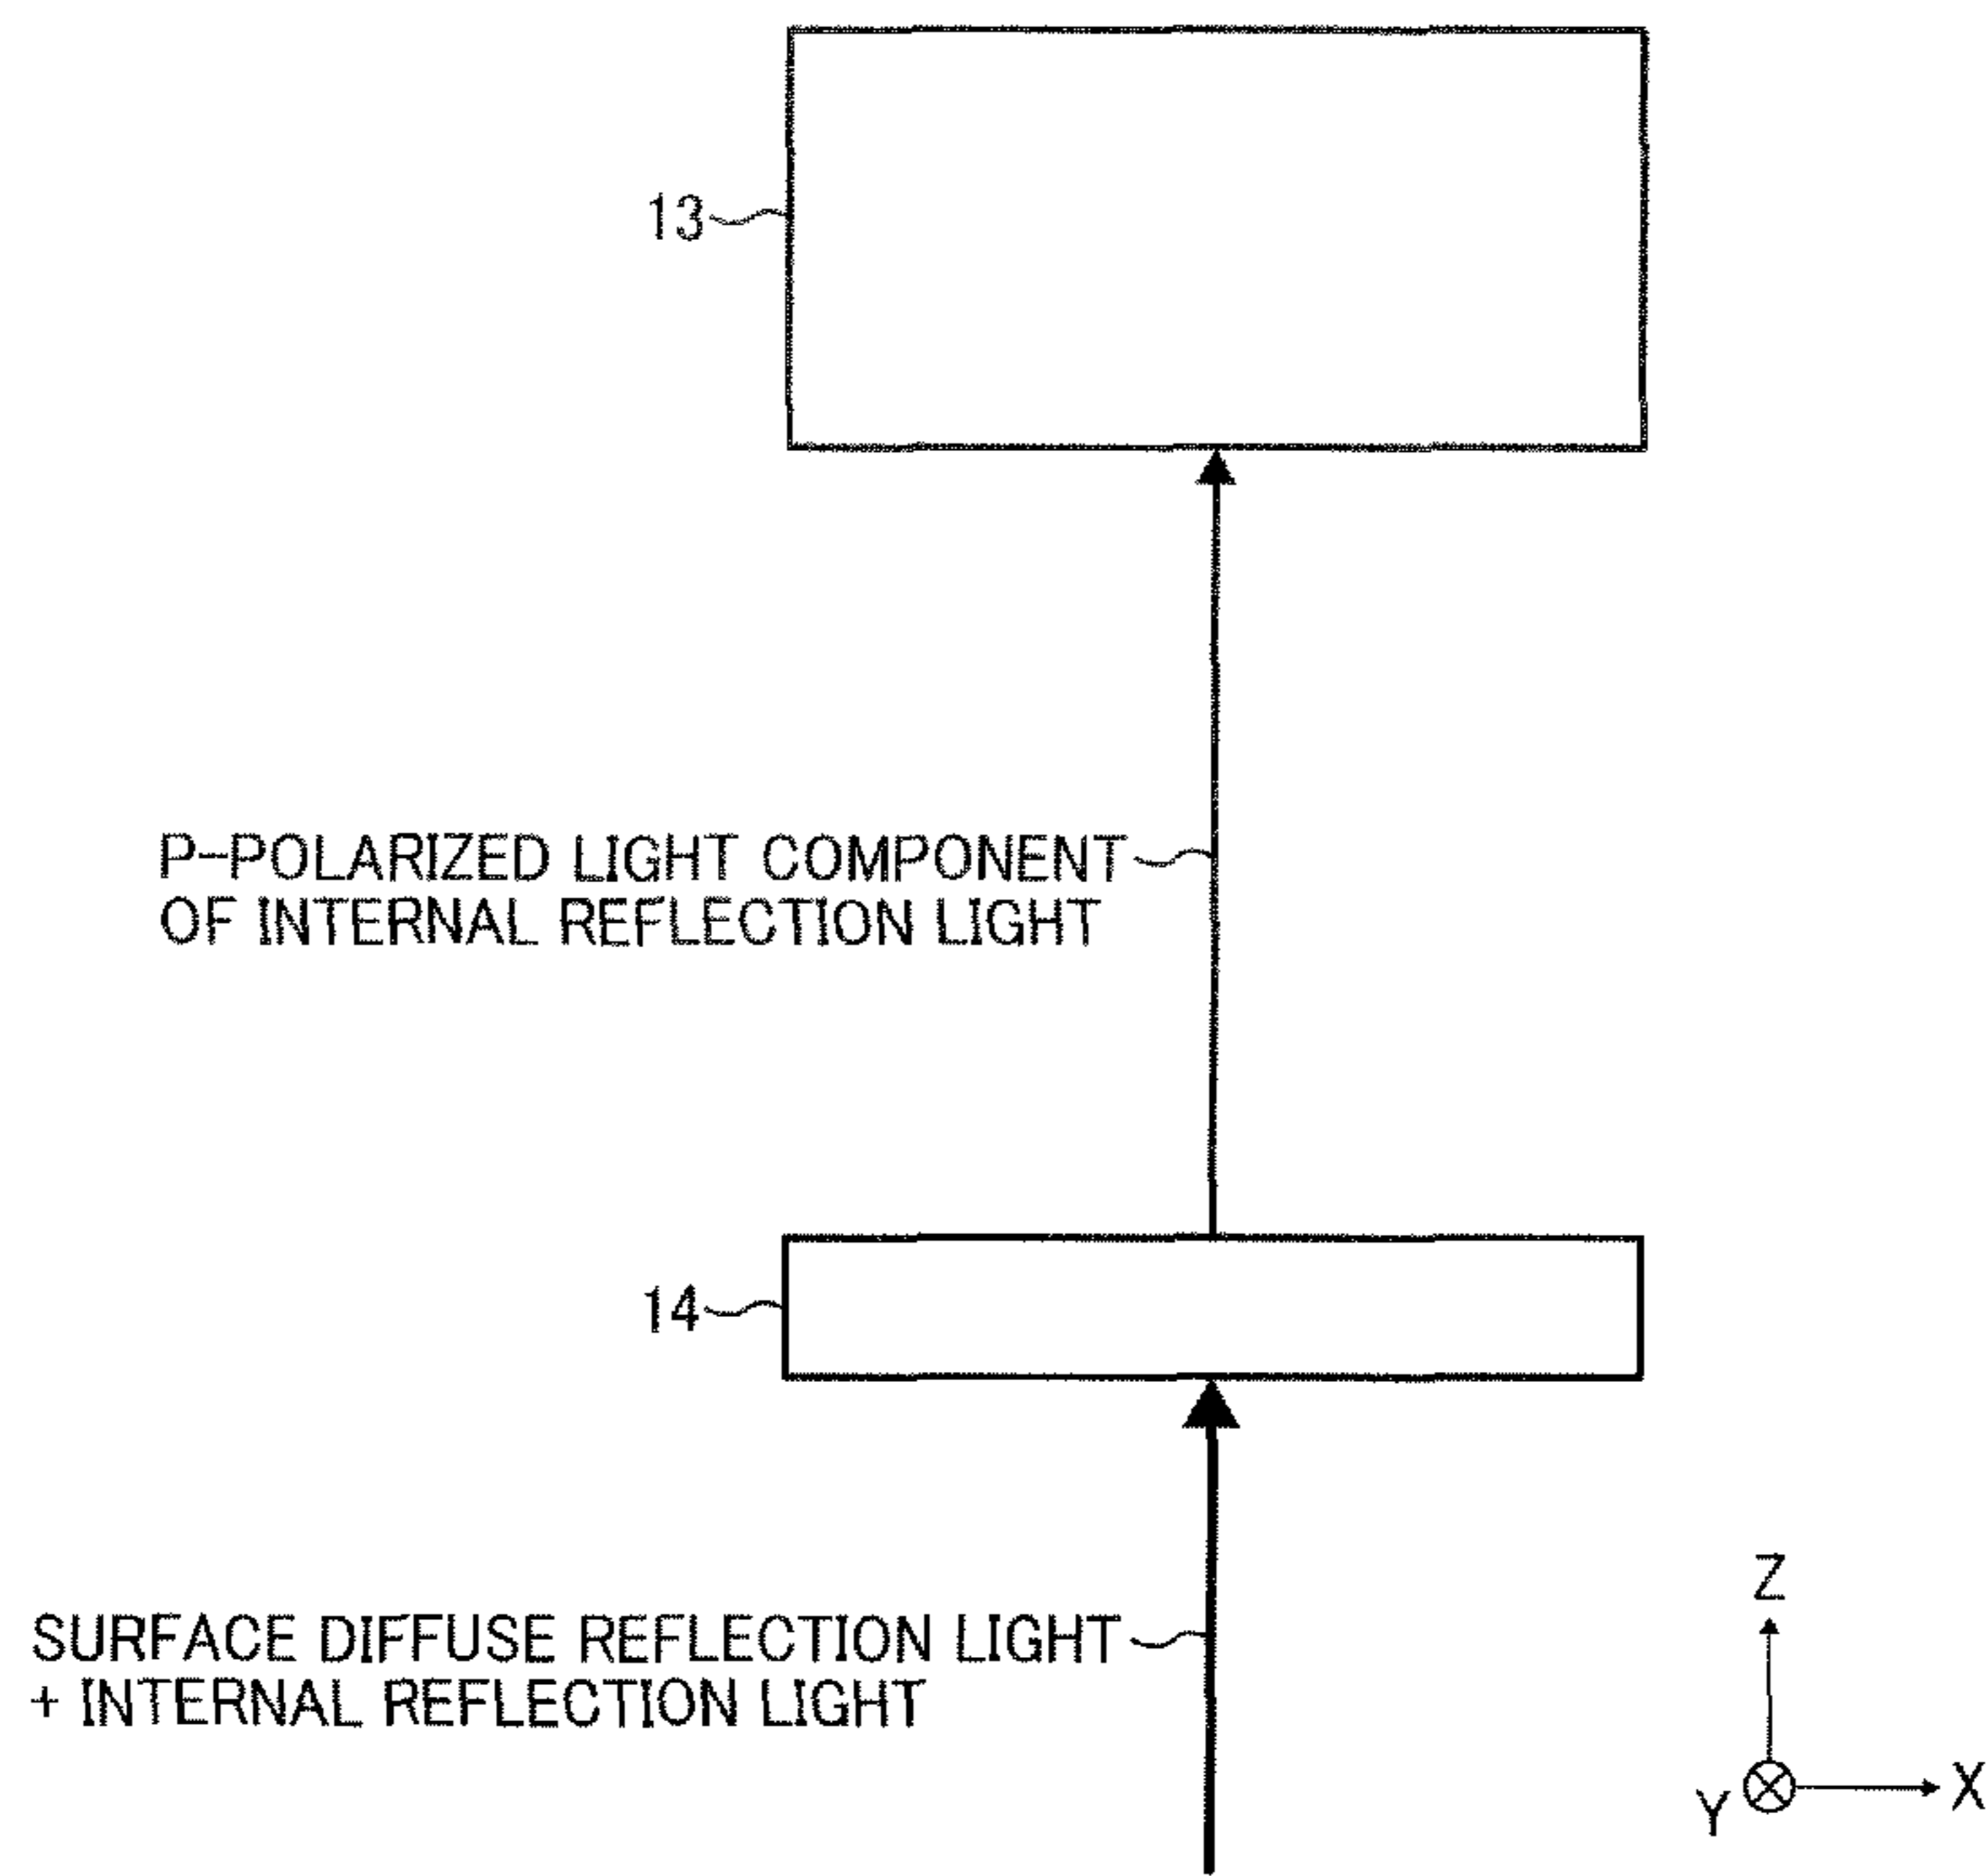 13
P-POLARIZED LIGHT COMPONENT
OF INTERNAL REFLECTION LIGHT
14
SURFACE DIFFUSE REFLECTION LIGHT
+ INTERNAL REFLECTION LIGHT
Z
Y
X